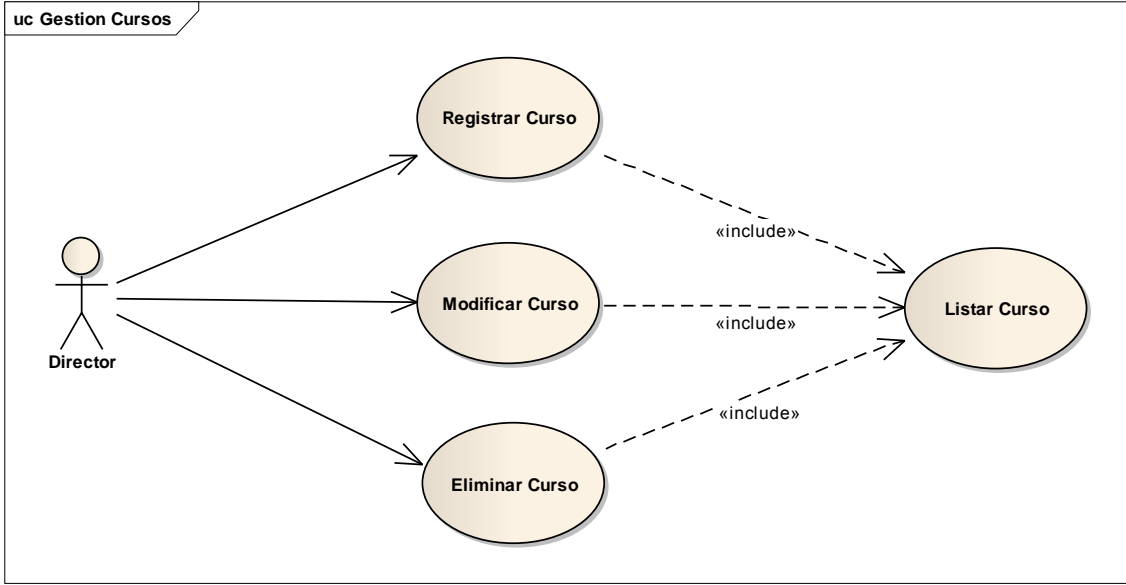 uc Gestion Cursos
Registrar Curso
«include»
Modificar Curso
Listar Curso
«include»
Director
«include»
Eliminar Curso